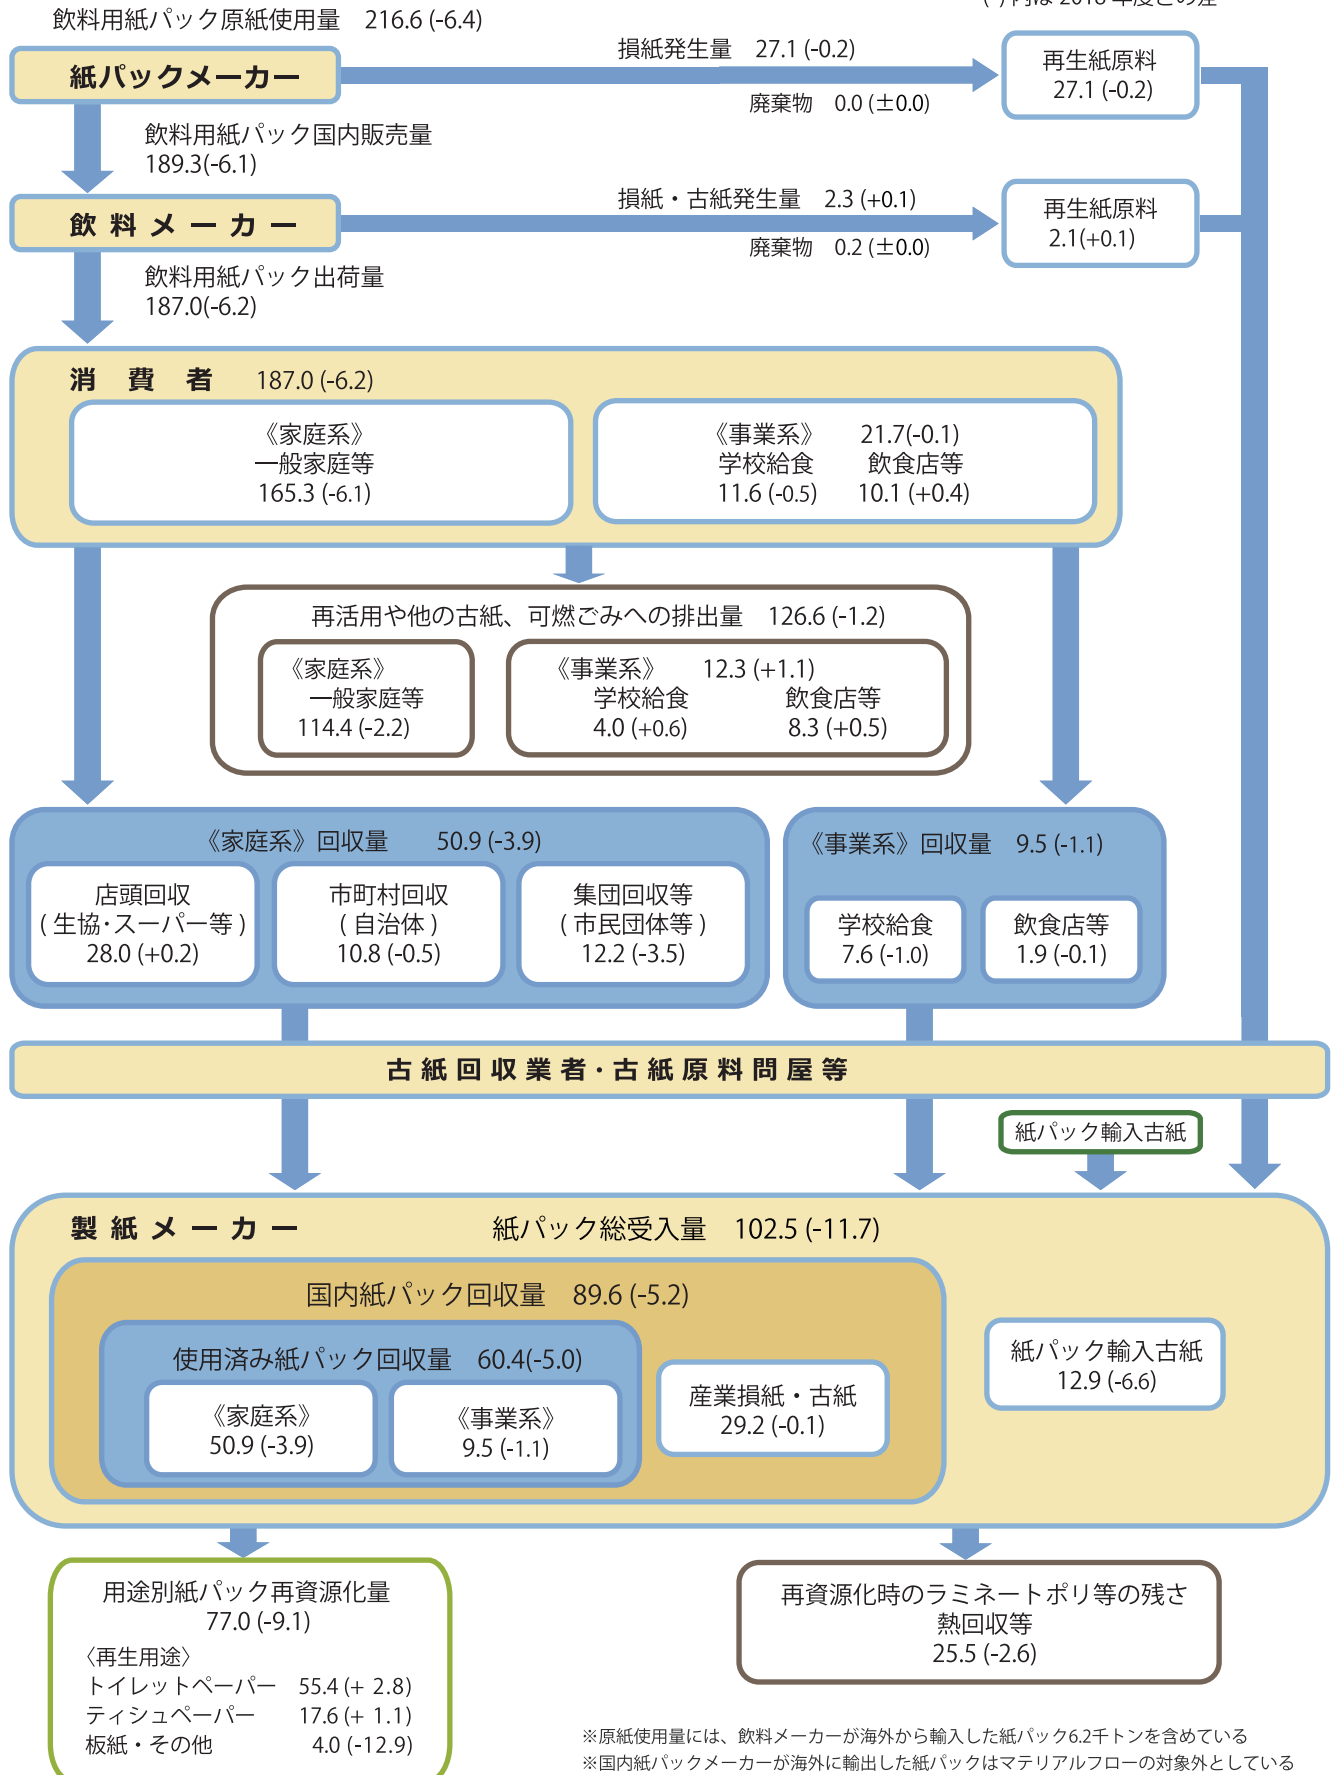 ( ) 内は 2018 年度との差
飲料用紙パック原紙使用量 216.6 (-6.4)
紙パックメーカー
損紙発生量 27.1 (-0.2)
廃棄物 0.0 (±0.0)
再生紙原料
27.1 (-0.2)
飲料用紙パック国内販売量
189.3(-6.1)
飲料メーカー
損紙・古紙発生量 2.3 (+0.1)
廃棄物 0.2 (±0.0)
再生紙原料
2.1(+0.1)
飲料用紙パック出荷量
187.0(-6.2)
消費者 187.0 (-6.2)
《家庭系》
一般家庭等
165.3 (-6.1)
《事業系》 21.7(-0.1)
学校給食 飲食店等
11.6 (-0.5) 10.1 (+0.4)
再活用や他の古紙、可燃ごみへの排出量 126.6 (-1.2)
《家庭系》
一般家庭等
114.4 (-2.2)
《事業系》 12.3 (+1.1)
学校給食 飲食店等
4.0 (+0.6) 8.3 (+0.5)
《家庭系》回収量 50.9 (-3.9)
店頭回収
( 生協・スーパー等 )
28.0 (+0.2)
市町村回収
( 自治体 )
10.8 (-0.5)
集団回収等
( 市民団体等 )
12.2 (-3.5)
《事業系》回収量 9.5 (-1.1)
学校給食
7.6 (-1.0)
飲食店等
1.9 (-0.1)
古紙回収業者・古紙原料問屋等
紙パック輸入古紙
製紙メーカー 紙パック総受入量 102.5 (-11.7)
国内紙パック回収量 89.6 (-5.2)
使用済み紙パック回収量 60.4(-5.0)
《家庭系》
50.9 (-3.9)
《事業系》
9.5 (-1.1)
産業損紙・古紙
29.2 (-0.1)
紙パック輸入古紙
12.9 (-6.6)
用途別紙パック再資源化量
77.0 (-9.1)
〈再生用途〉
トイレットペーパー 55.4 (+ 2.8)
ティシュペーパー 17.6 (+ 1.1)
板紙・その他 4.0 (-12.9)
再資源化時のラミネートポリ等の残さ
熱回収等
25.5 (-2.6)
※原紙使用量には、飲料メーカーが海外から輸入した紙パック6.2千トンを含めている
※国内紙パックメーカーが海外に輸出した紙パックはマテリアルフローの対象外としている